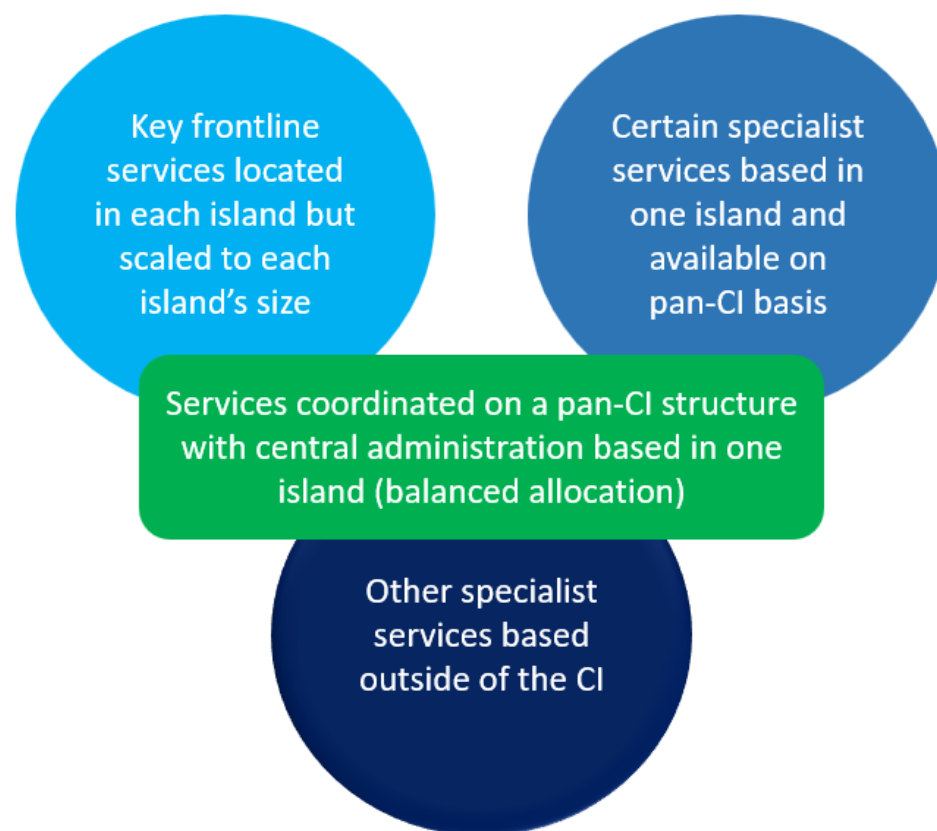 Key frontline
services located
in each island but
scaled to each
island’s size
Certain specialist
services based in
one island and
available on
pan-CI basis
Services coordinated on a pan-CI structure
with central administration based in one
island (balanced allocation)
Other specialist
services based
outside of the CI